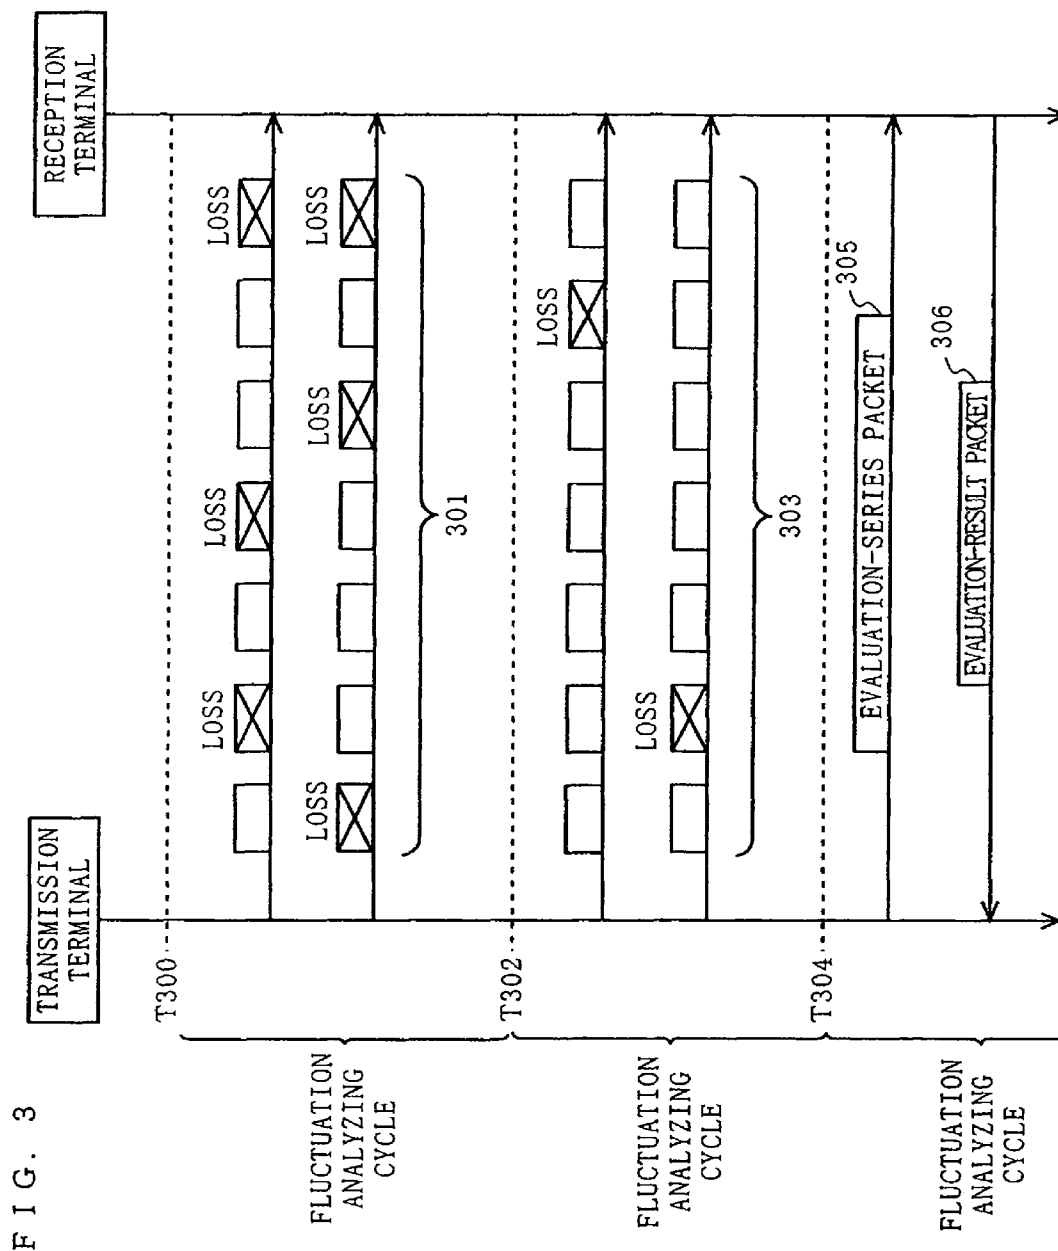 FIG. 3
TRANSMISSION
TERMINAL
RECEPTION
TERMINAL
T300
FLUCTUATION
ANALYZING
CYCLE
LOSS
LOSS
LOSS
LOSS
LOSS
LOSS
301
T302
FLUCTUATION
ANALYZING
CYCLE
LOSS
LOSS
303
T304
FLUCTUATION
ANALYZING
CYCLE
EVALUATION-SERIES PACKET
305
EVALUATION-RESULT PACKET
306